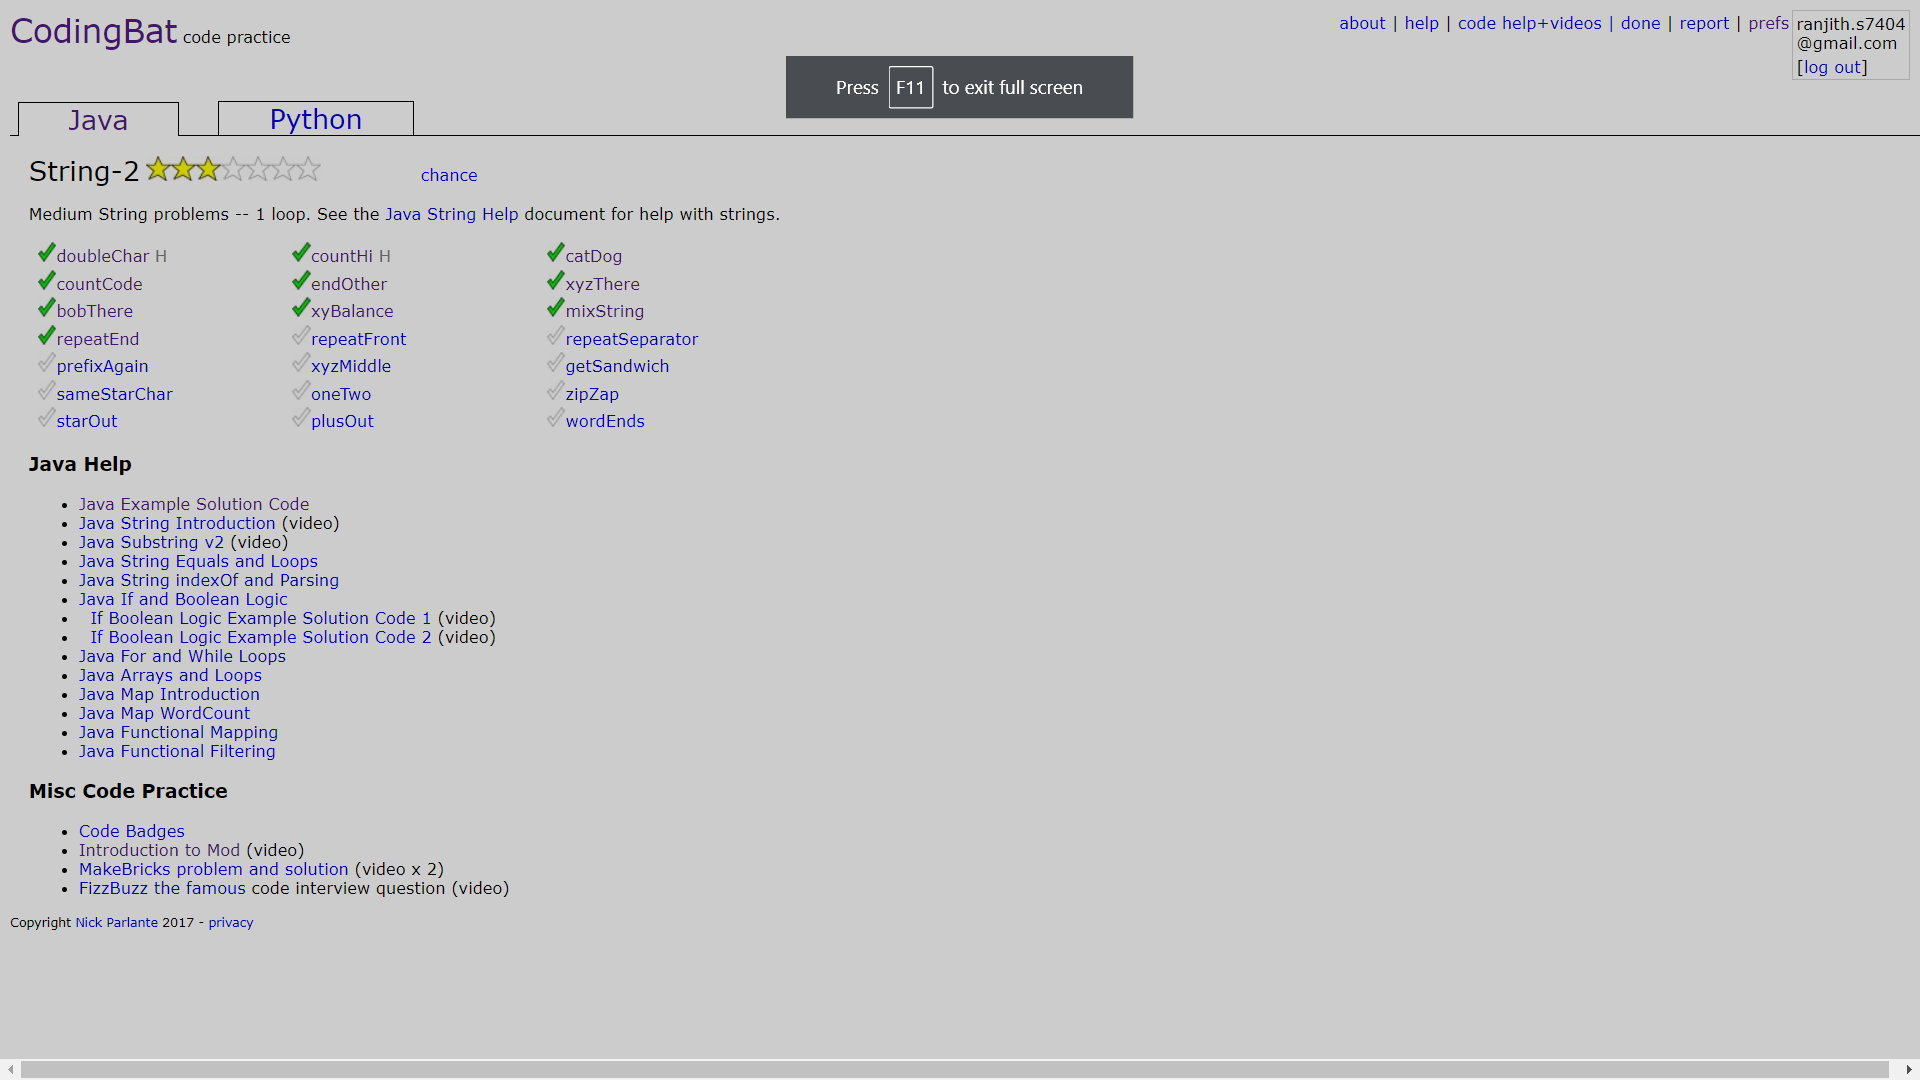 CodingBat code practice
about | help | code help+videos | done | report | prefs
ranjith.s7404
@gmail.com
[log out]
Press F11 to exit full screen
Java
Python
String-2
chance
Medium String problems -- 1 loop. See the Java String Help document for help with strings.
doubleChar H countHi H catDog
countCode endOther xyzThere
bobThere xyBalance mixString
repeatEnd repeatFront repeatSeparator
prefixAgain xyzMiddle getSandwich
sameStarChar oneTwo zipZap
starOut plusOut wordEnds
Java Help
• Java Example Solution Code
• Java String Introduction (video)
• Java Substring v2 (video)
• Java String Equals and Loops
• Java String indexOf and Parsing
• Java If and Boolean Logic
• If Boolean Logic Example Solution Code 1 (video)
• If Boolean Logic Example Solution Code 2 (video)
• Java For and While Loops
• Java Arrays and Loops
• Java Map Introduction
• Java Map WordCount
• Java Functional Mapping
• Java Functional Filtering
Misc Code Practice
• Code Badges
• Introduction to Mod (video)
• MakeBricks problem and solution (video x 2)
• FizzBuzz the famous code interview question (video)
Copyright Nick Parlante 2017 - privacy